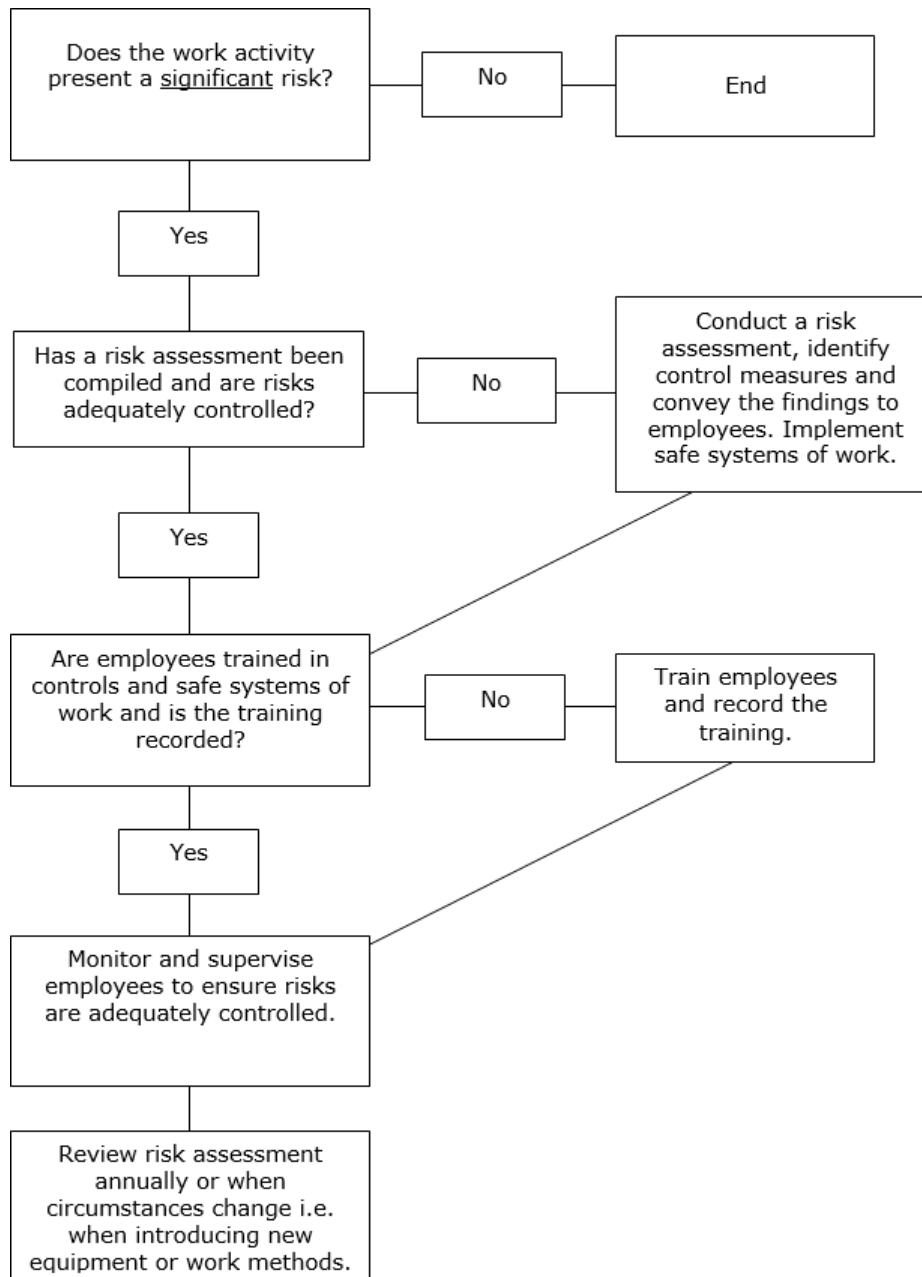 Does the work activity
present a significant risk?
No
End
Yes
Has a risk assessment been
compiled and are risks
adequately controlled?
No
Conduct a risk
assessment, identify
control measures and
convey the findings to
employees. Implement
safe systems of work.
Yes
Are employees trained in
controls and safe systems of
work and is the training
recorded?
No
Train employees
and record the
training.
Yes
Monitor and supervise
employees to ensure risks
are adequately controlled.
Review risk assessment
annually or when
circumstances change i.e.
when introducing new
equipment or work methods.